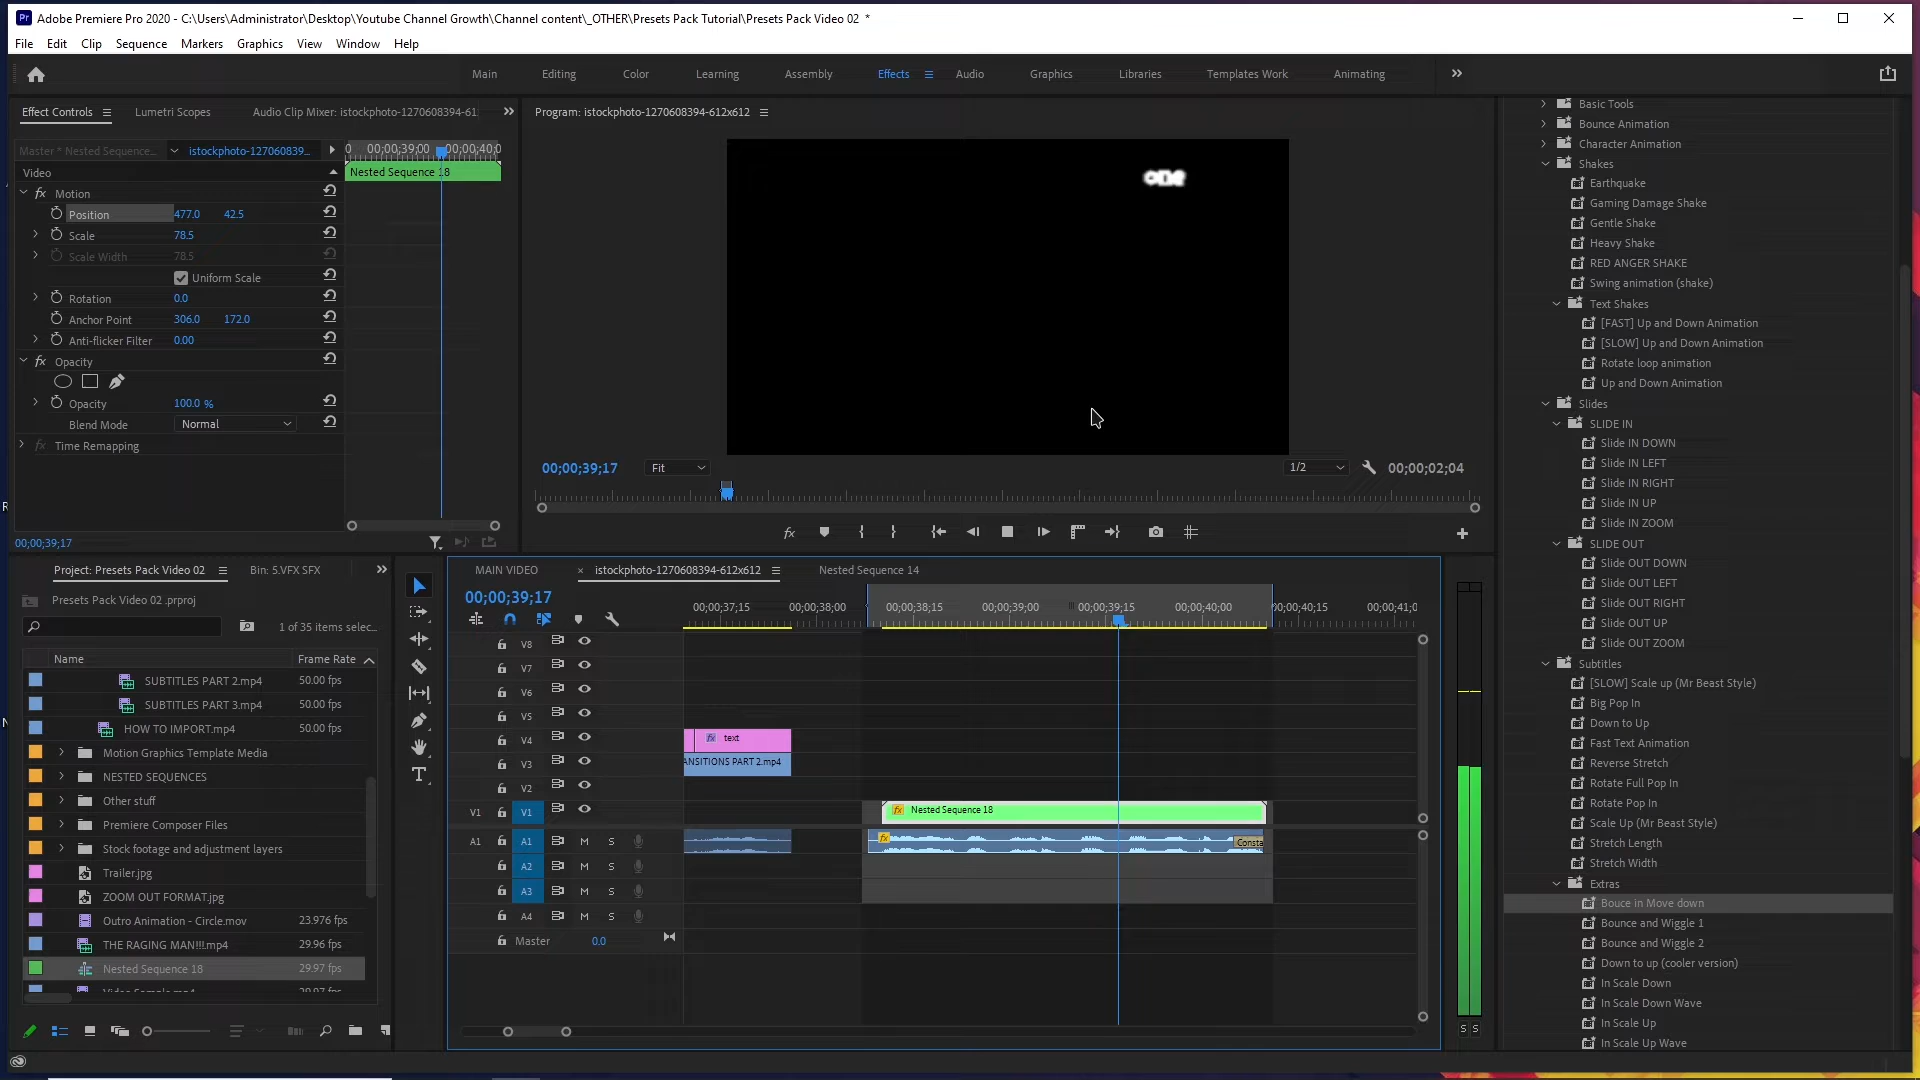 Adobe Premiere Pro 2020 - C:\Users\Administrator\Desktop\Youtube Channel Growth\Channel content\_OTHER\Presets Pack Tutorial\Presets Pack Video 02 *
File Edit Clip Sequence Markers Graphics View Window Help
Main Editing Color Learning Assembly Effects Audio Graphics Libraries Templates Work Animating
Effect Controls Lumetri Scopes Audio Clip Mixer: istockphoto-1270608394-61
Master * Nested Sequence... istockphoto-127060839...
0 00;00;39;00 00;00;40;0
Video
Nested Sequence 18
fx Motion
Position 477.0 42.5
Scale 78.5
Scale Width 78.5
Uniform Scale
Rotation 0.0
Anchor Point 306.0 172.0
Anti-flicker Filter 0.00
fx Opacity
Opacity 100.0 %
Blend Mode Normal
fx Time Remapping
00;00;39;17
Program: istockphoto-1270608394-612x612
one
00;00;39;17 Fit 1/2 00;00;02;04
fx
Project: Presets Pack Video 02 Bin: 5.VFX SFX
Presets Pack Video 02 .prproj
1 of 35 items selec...
Name Frame Rate
SUBTITLES PART 2.mp4 50.00 fps
SUBTITLES PART 3.mp4 50.00 fps
HOW TO IMPORT.mp4 50.00 fps
Motion Graphics Template Media
NESTED SEQUENCES
Other stuff
Premiere Composer Files
Stock footage and adjustment layers
Trailer.jpg
ZOOM OUT FORMAT.jpg
Outro Animation - Circle.mov 23.976 fps
THE RAGING MAN!!!.mp4 29.96 fps
Nested Sequence 18 29.97 fps
Video Sample.mp4 29.97 fps
MAIN VIDEO istockphoto-1270608394-612x612 Nested Sequence 14
00;00;39;17
00;00;37;15 00;00;38;00 00;00;38;15 00;00;39;00 00;00;39;15 00;00;40;00 00;00;40;15 00;00;41;0
V8
V7
V6
V5
V4 fx text
V3 ANSITIONS PART 2.mp4
V2
V1 V1 fx Nested Sequence 18
A1 A1 M S fx Consta
A2 M S
A3 M S
A4 M S
Master 0.0
S S
Basic Tools
Bounce Animation
Character Animation
Shakes
Earthquake
Gaming Damage Shake
Gentle Shake
Heavy Shake
RED ANGER SHAKE
Swing animation (shake)
Text Shakes
[FAST] Up and Down Animation
[SLOW] Up and Down Animation
Rotate loop animation
Up and Down Animation
Slides
SLIDE IN
Slide IN DOWN
Slide IN LEFT
Slide IN RIGHT
Slide IN UP
Slide IN ZOOM
SLIDE OUT
Slide OUT DOWN
Slide OUT LEFT
Slide OUT RIGHT
Slide OUT UP
Slide OUT ZOOM
Subtitles
[SLOW] Scale up (Mr Beast Style)
Big Pop In
Down to Up
Fast Text Animation
Reverse Stretch
Rotate Full Pop In
Rotate Pop In
Scale Up (Mr Beast Style)
Stretch Length
Stretch Width
Extras
Bouce in Move down
Bounce and Wiggle 1
Bounce and Wiggle 2
Down to up (cooler version)
In Scale Down
In Scale Down Wave
In Scale Up
In Scale Up Wave